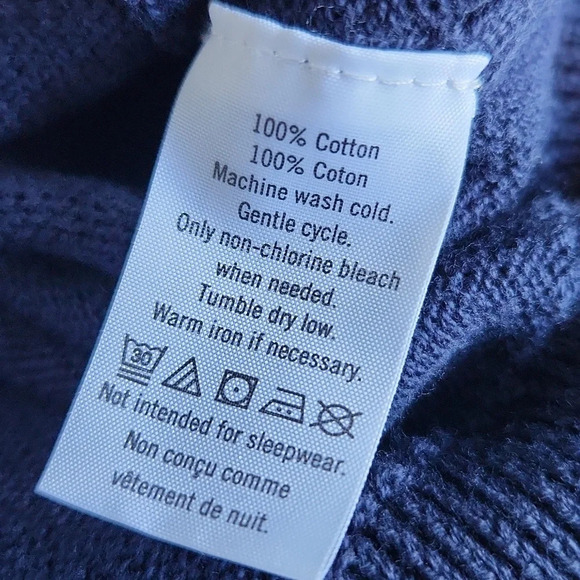 100% Cotton
100% Coton
Machine wash cold.
Gentle cycle.
Only non-chlorine bleach
when needed.
Tumble dry low.
Warm iron if necessary.
30
Not intended for sleepwear.
Non conçu comme
vêtement de nuit.